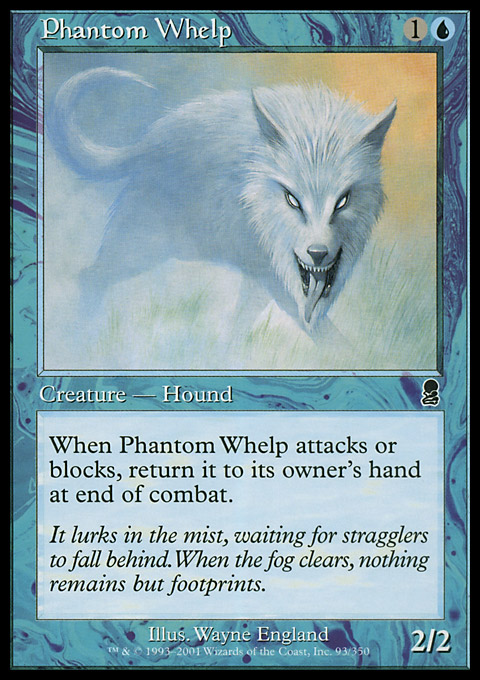 Phantom Whelp 1
Creature — Hound
When Phantom Whelp attacks or
blocks, return it to its owner's hand
at end of combat.
It lurks in the mist, waiting for stragglers
to fall behind. When the fog clears, nothing
remains but footprints.
Illus. Wayne England
2/2
™ & © 1993–2001 Wizards of the Coast, Inc. 93/350